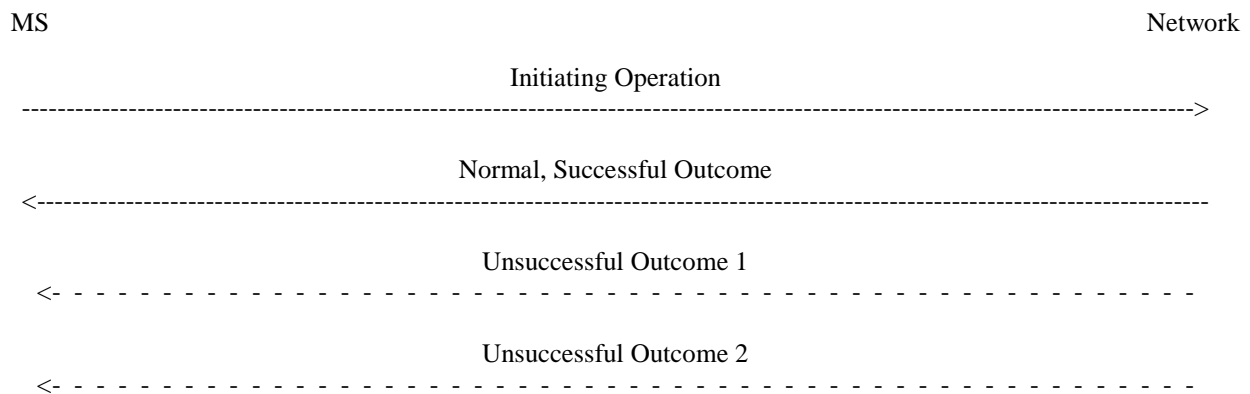 MS Network
Initiating Operation
Normal, Successful Outcome
Unsuccessful Outcome 1
Unsuccessful Outcome 2